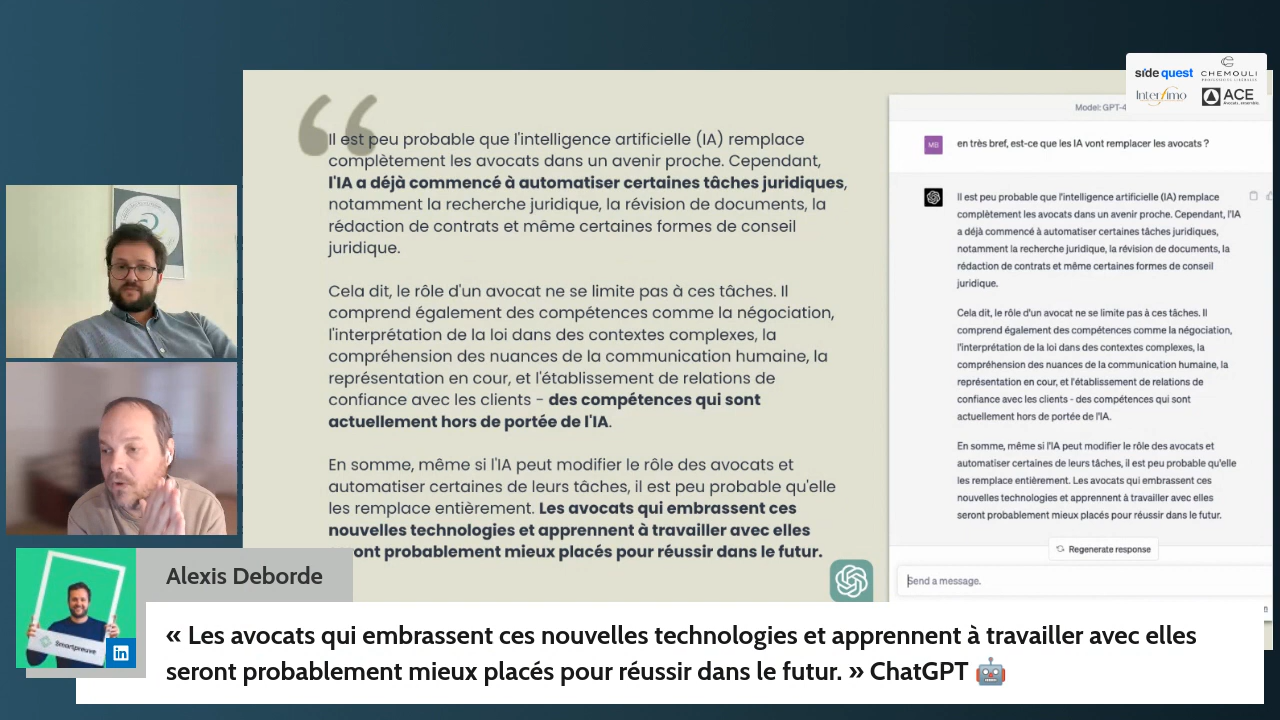 side quest
CHEMOULI
Interfimo
ACE
Il est peu probable que l'intelligence artificielle (IA) remplace
complètement les avocats dans un avenir proche. Cependant,
l'IA a déjà commencé à automatiser certaines tâches juridiques,
notamment la recherche juridique, la révision de documents, la
rédaction de contrats et même certaines formes de conseil
juridique.
Cela dit, le rôle d'un avocat ne se limite pas à ces tâches. Il
comprend également des compétences comme la négociation,
l'interprétation de la loi dans des contextes complexes, la
compréhension des nuances de la communication humaine, la
représentation en cour, et l'établissement de relations de
confiance avec les clients - des compétences qui sont
actuellement hors de portée de l'IA.
En somme, même si l'IA peut modifier le rôle des avocats et
automatiser certaines de leurs tâches, il est peu probable qu'elle
les remplace entièrement. Les avocats qui embrassent ces
nouvelles technologies et apprennent à travailler avec elles
seront probablement mieux placés pour réussir dans le futur.
Model: GPT-4
MB
en très bref, est-ce que les IA vont remplacer les avocats ?
Il est peu probable que l'intelligence artificielle (IA) remplace
complètement les avocats dans un avenir proche. Cependant, l'IA
a déjà commencé à automatiser certaines tâches juridiques,
notamment la recherche juridique, la révision de documents, la
rédaction de contrats et même certaines formes de conseil
juridique.
Cela dit, le rôle d'un avocat ne se limite pas à ces tâches. Il
comprend également des compétences comme la négociation,
l'interprétation de la loi dans des contextes complexes, la
compréhension des nuances de la communication humaine, la
représentation en cour, et l'établissement de relations de
confiance avec les clients - des compétences qui sont
actuellement hors de portée de l'IA.
En somme, même si l'IA peut modifier le rôle des avocats et
automatiser certaines de leurs tâches, il est peu probable qu'elle
les remplace entièrement. Les avocats qui embrassent ces
nouvelles technologies et apprennent à travailler avec elles
seront probablement mieux placés pour réussir dans le futur.
Regenerate response
Send a message.
Smartpreuve
in
Alexis Deborde
« Les avocats qui embrassent ces nouvelles technologies et apprennent à travailler avec elles
seront probablement mieux placés pour réussir dans le futur. » ChatGPT 🤖